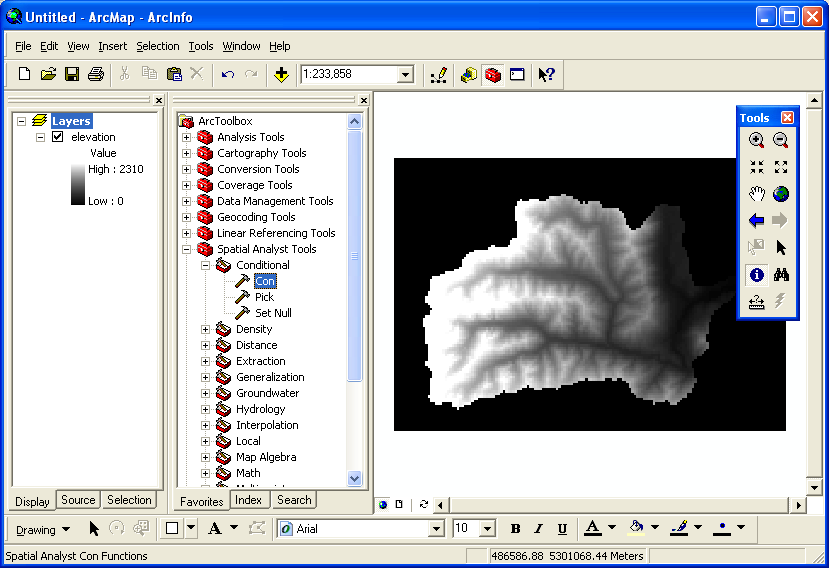 Untitled - ArcMap - ArcInfo
File Edit View Insert Selection Tools Window Help
1:233,858
Layers
elevation
Value
High : 2310
Low : 0
Display Source Selection
ArcToolbox
Analysis Tools
Cartography Tools
Conversion Tools
Coverage Tools
Data Management Tools
Geocoding Tools
Linear Referencing Tools
Spatial Analyst Tools
Conditional
Con
Pick
Set Null
Density
Distance
Extraction
Generalization
Groundwater
Hydrology
Interpolation
Local
Map Algebra
Math
Favorites Index Search
Tools
Drawing
A
Arial
10
B I U A
Spatial Analyst Con Functions
486586.88 5301068.44 Meters